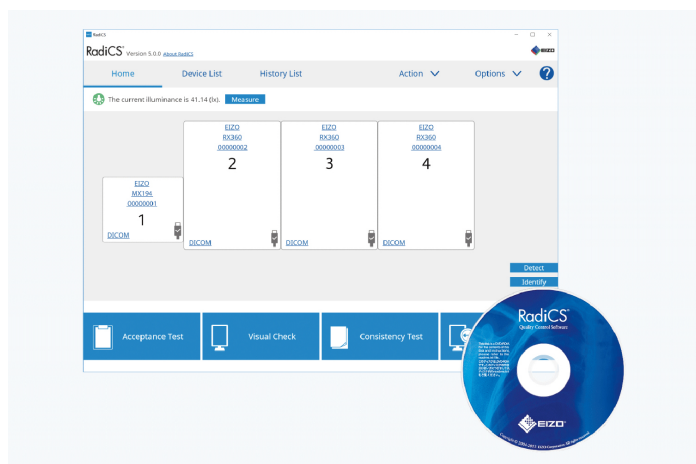 RadiCS
RadiCS® Version 5.0.0 About RadiCS
EIZO
Home Device List History List Action Options ?
The current illuminance is 41.14 (lx). Measure
EIZO
MX194
00000001
1
DICOM
EIZO
RX360
00000002
2
DICOM
EIZO
RX360
00000003
3
DICOM
EIZO
RX360
00000004
4
DICOM
Detect
Identify
Acceptance Test Visual Check Consistency Test
RadiCS®
Quality Control Software
EIZO